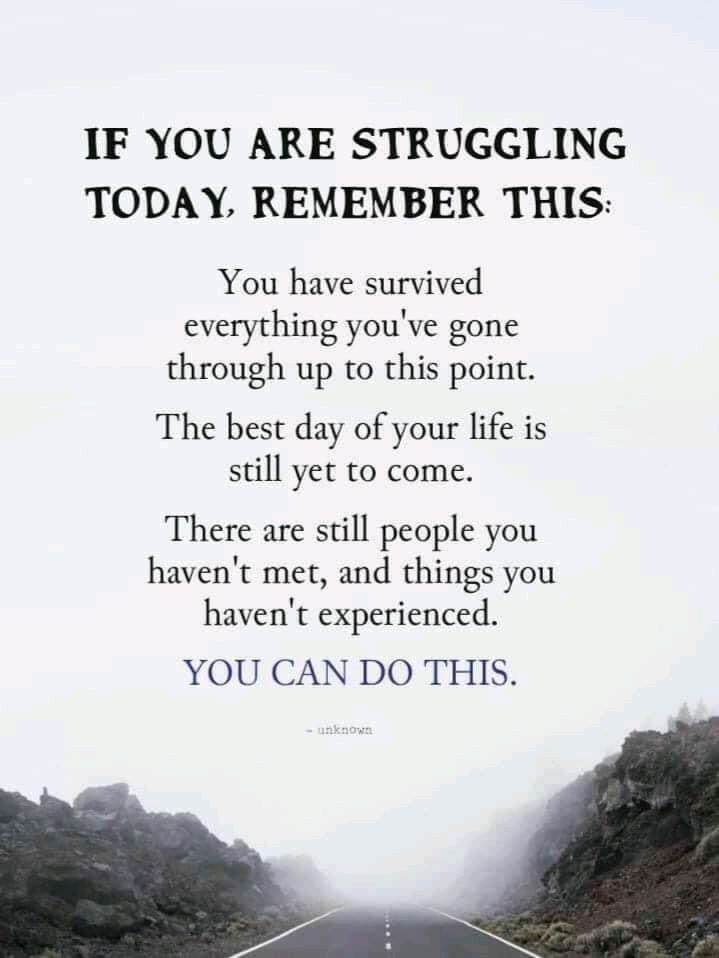 IF YOU ARE STRUGGLING
TODAY, REMEMBER THIS:
You have survived
everything you've gone
through up to this point.
The best day of your life is
still yet to come.
There are still people you
haven't met, and things you
haven't experienced.
YOU CAN DO THIS.
~ unknown